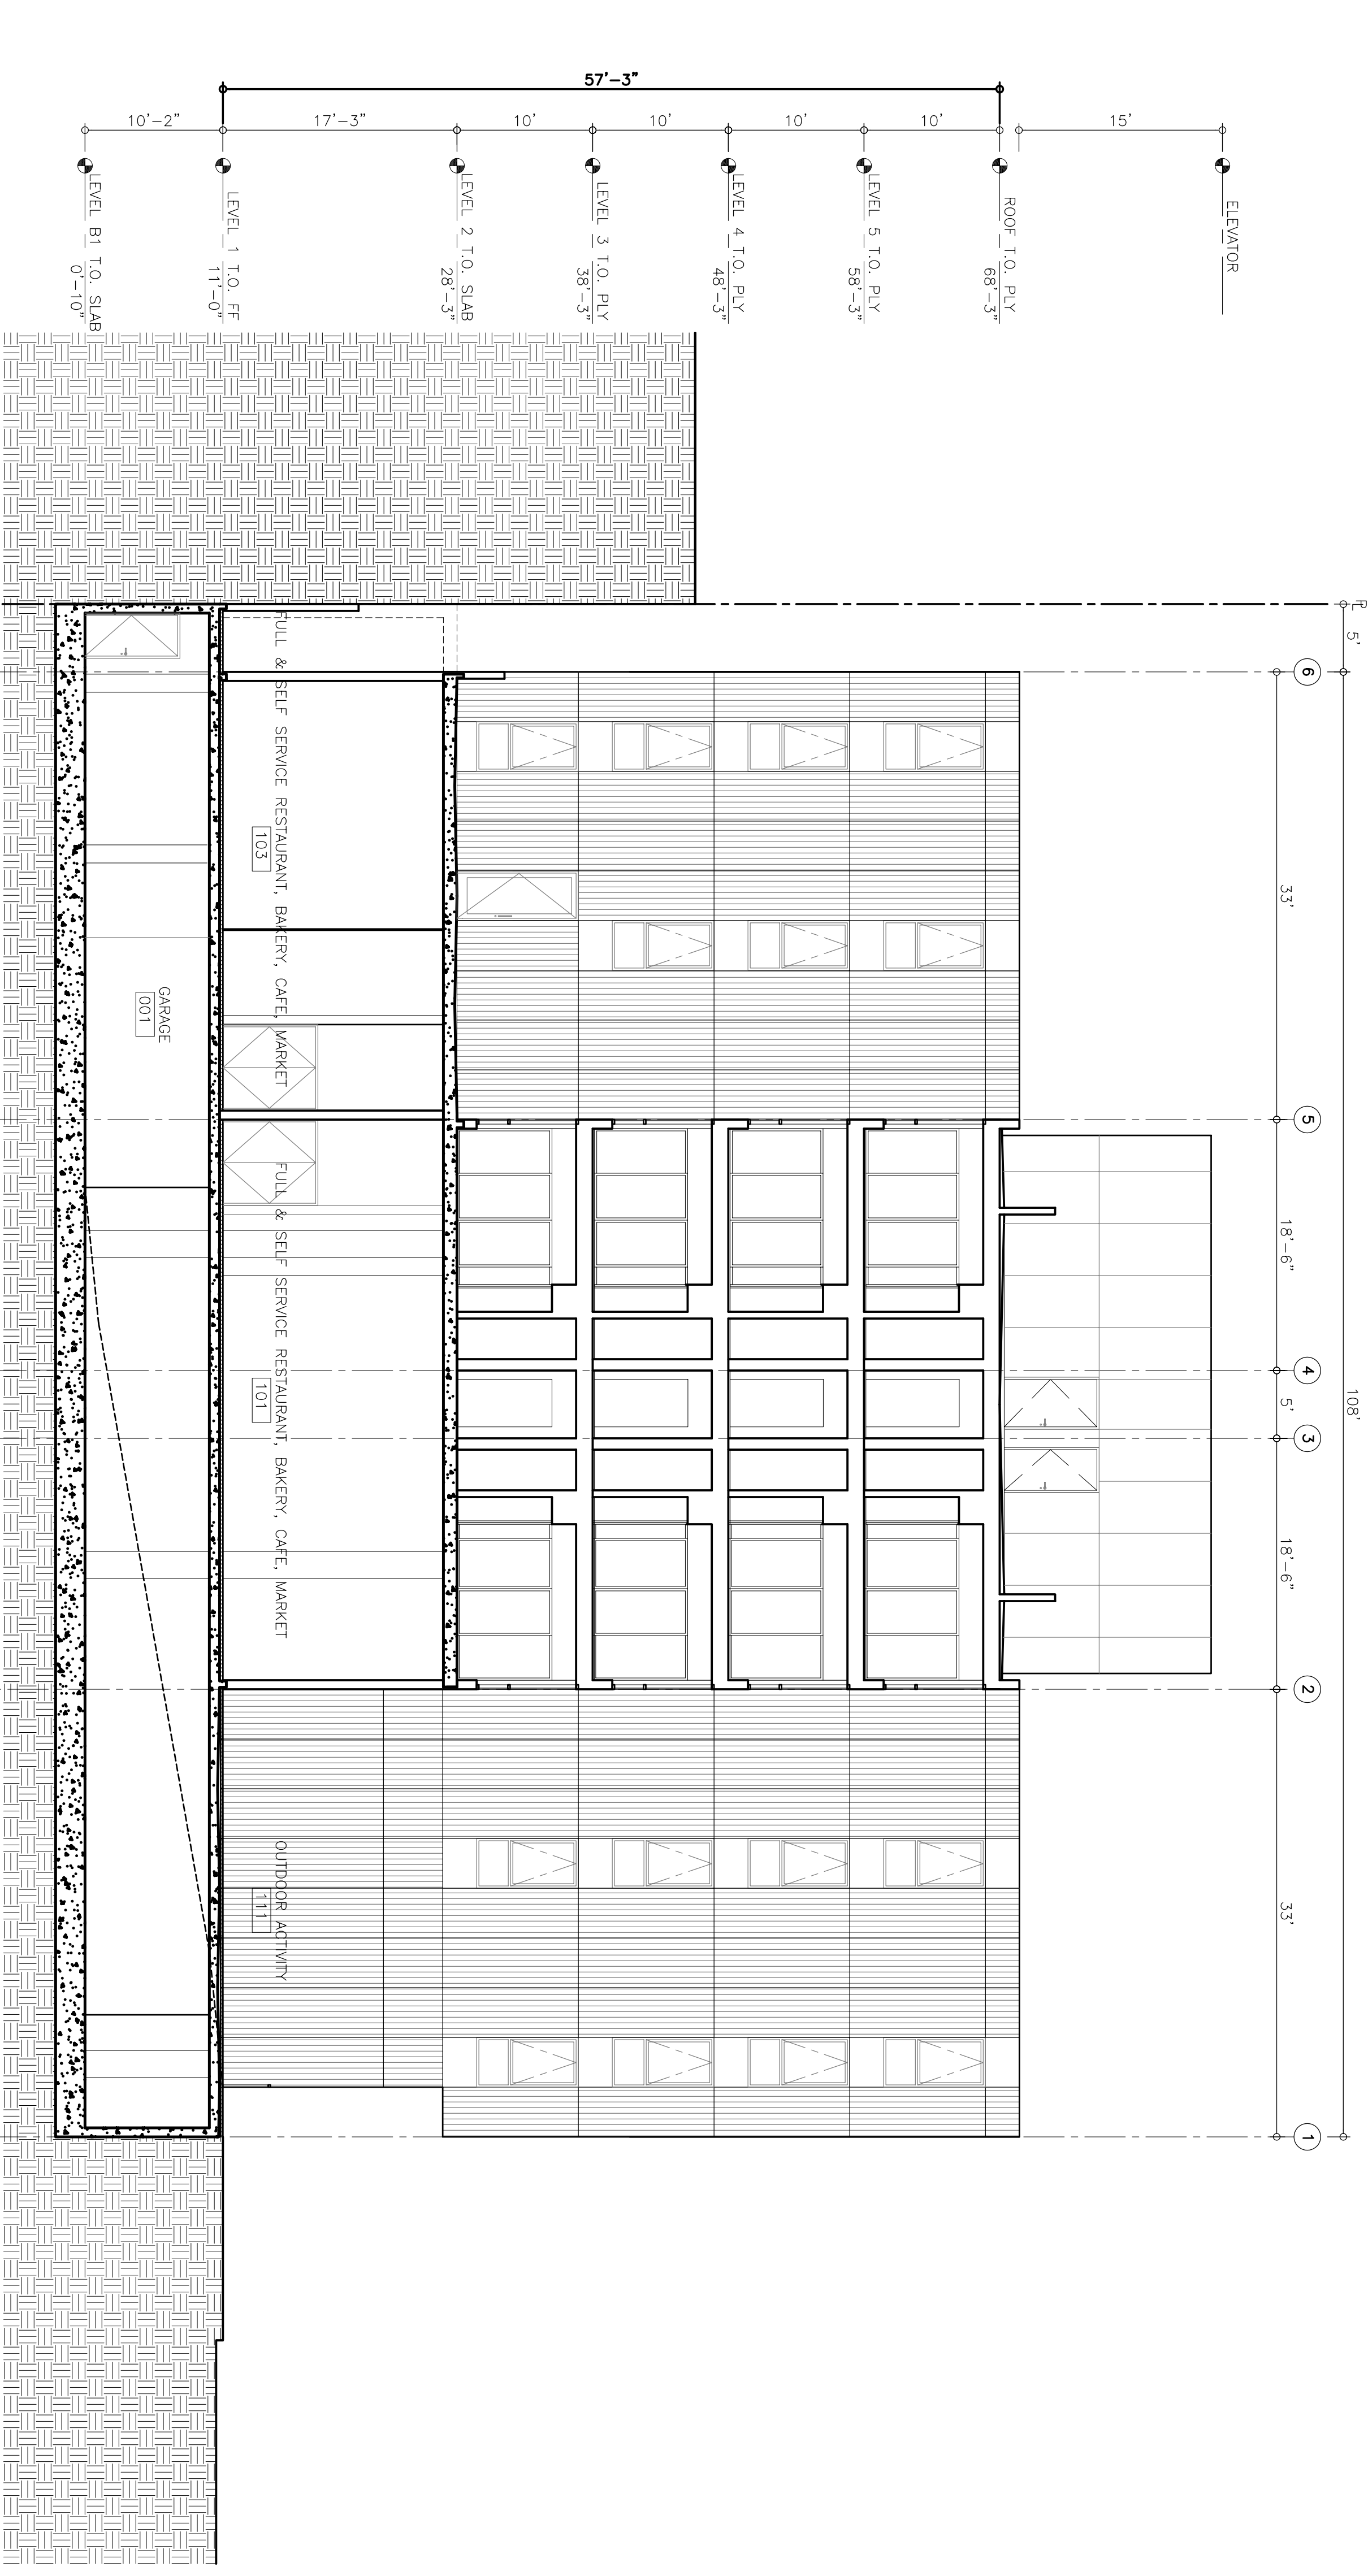 57'-3"
10'-2"
17'-3"
10'
10'
10'
10'
15'
ELEVATOR
ROOF T.O. PLY
68'-3"
LEVEL 5 T.O. PLY
58'-3"
LEVEL 4 T.O. PLY
48'-3"
LEVEL 3 T.O. PLY
38'-3"
LEVEL 2 T.O. SLAB
28'-3"
LEVEL 1 T.O. FF
11'-0"
LEVEL B1 T.O. SLAB
0'-10"
PL
5'
108'
33'
18'-6"
5'
18'-6"
33'
6
5
4
3
2
1
FULL & SELF SERVICE RESTAURANT, BAKERY, CAFE, MARKET
103
FULL & SELF SERVICE RESTAURANT, BAKERY, CAFE, MARKET
101
OUTDOOR ACTIVITY
111
GARAGE
001